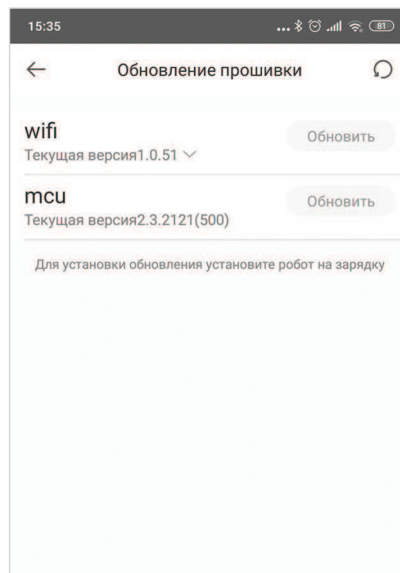 15:35
81
Обновление прошивки
wifi
Обновить
Текущая версия1.0.51
mcu
Обновить
Текущая версия2.3.2121(500)
Для установки обновления установите робот на зарядку